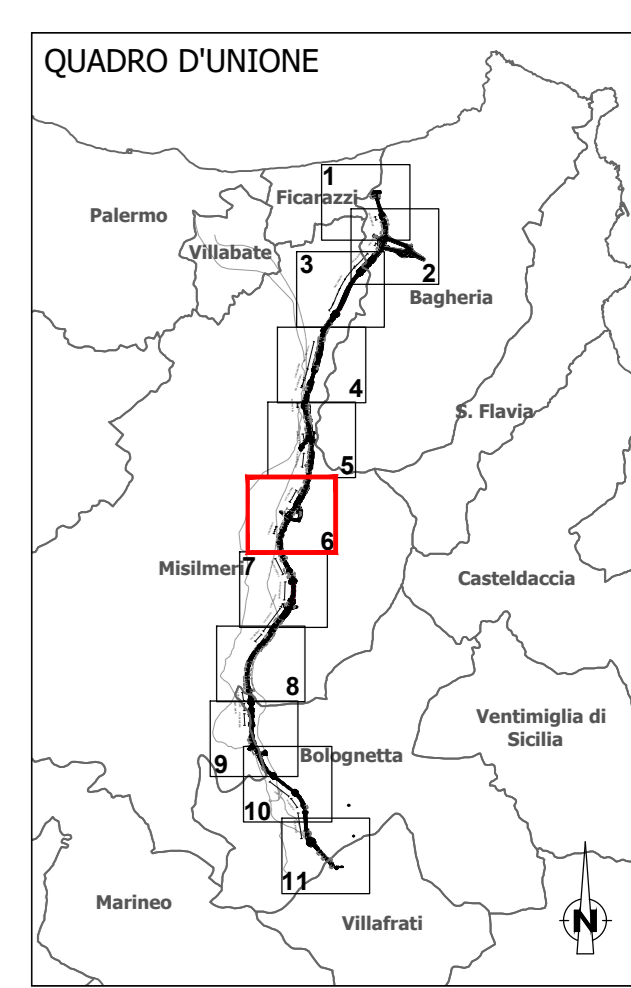 QUADRO D'UNIONE
1
Ficarazzi
Palermo
Villabate
3
2
Bagheria
4
S. Flavia
5
6
Misilmeri
7
Casteldaccia
8
Ventimiglia di
Sicilia
Bolognetta
9
10
11
Marineo
N
Villafrati